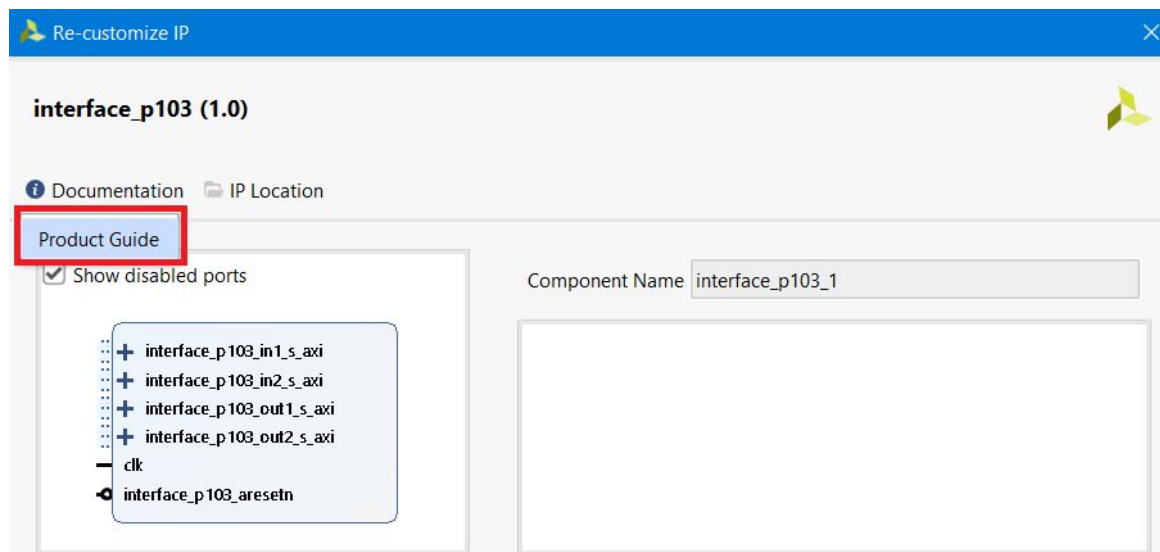 Re-customize IP
interface_p103 (1.0)
Documentation IP Location
Product Guide
Show disabled ports
Component Name interface_p103_1
interface_p103_in1_s_axi
interface_p103_in2_s_axi
interface_p103_out1_s_axi
interface_p103_out2_s_axi
clk
interface_p103_aresetn